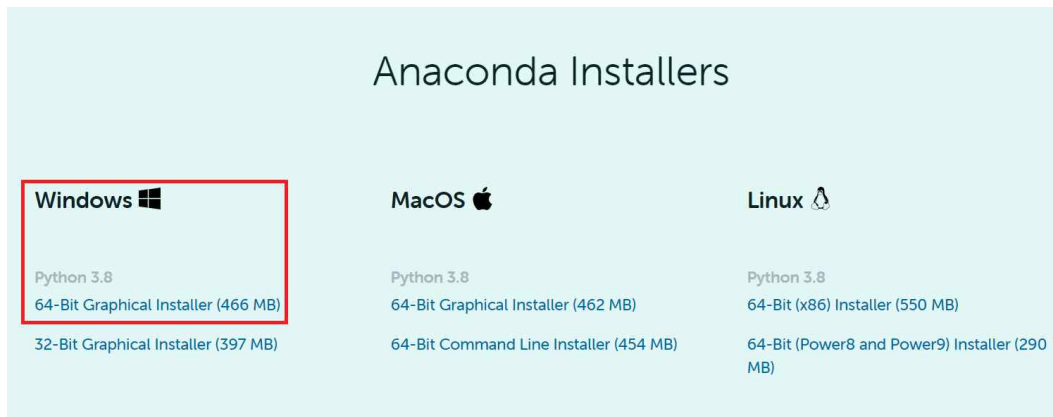 Anaconda Installers
Windows
Python 3.8
64-Bit Graphical Installer (466 MB)
32-Bit Graphical Installer (397 MB)
MacOS
Python 3.8
64-Bit Graphical Installer (462 MB)
64-Bit Command Line Installer (454 MB)
Linux
Python 3.8
64-Bit (x86) Installer (550 MB)
64-Bit (Power8 and Power9) Installer (290
MB)